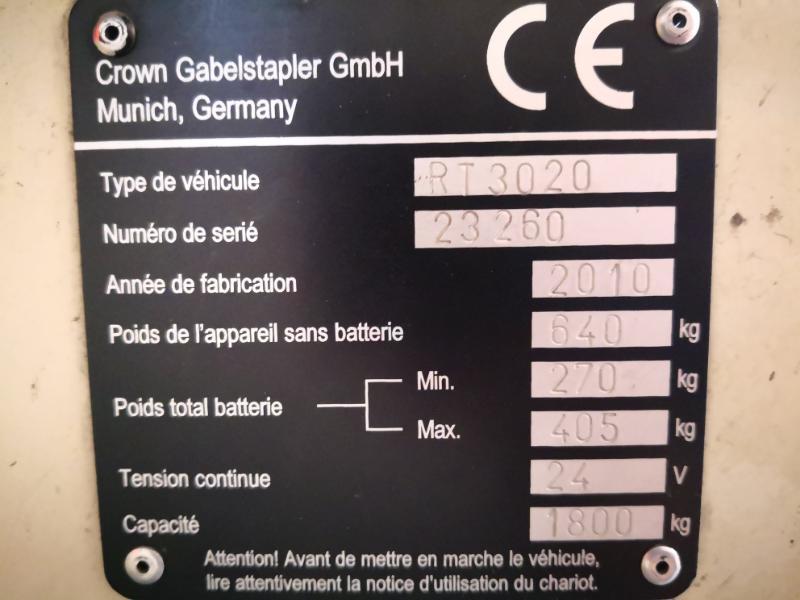 Crown Gabelstapler GmbH
Munich, Germany
CE
Type de véhicule RT3020
Numéro de serié 23260
Année de fabrication 2010
Poids de l'appareil sans batterie 640 kg
Poids total batterie Min. 270 kg
Max. 405 kg
Tension continue 24 V
Capacité 1800 kg
Attention! Avant de mettre en marche le véhicule,
lire attentivement la notice d'utilisation du chariot.